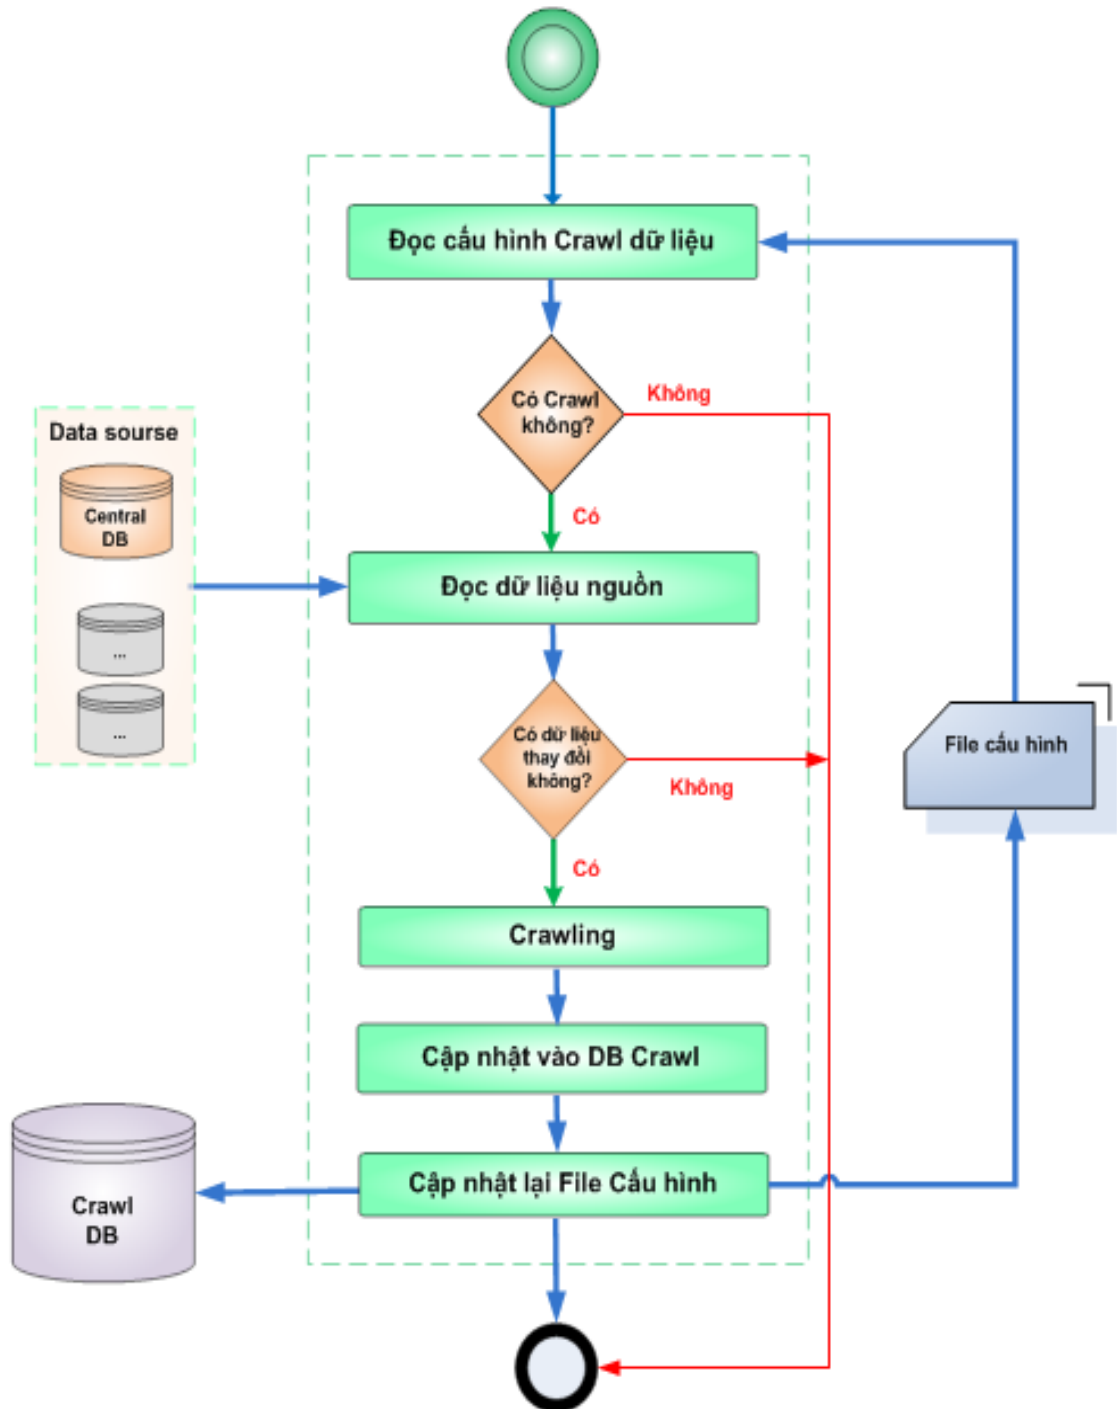 Đọc cấu hình Crawl dữ liệu
Có Crawl
không?
Không
Có
Data sourse
Central
DB
...
...
Đọc dữ liệu nguồn
Có dữ liệu
thay đổi
không?
Không
Có
File cấu hình
Crawling
Cập nhật vào DB Crawl
Cập nhật lại File Cấu hình
Crawl
DB